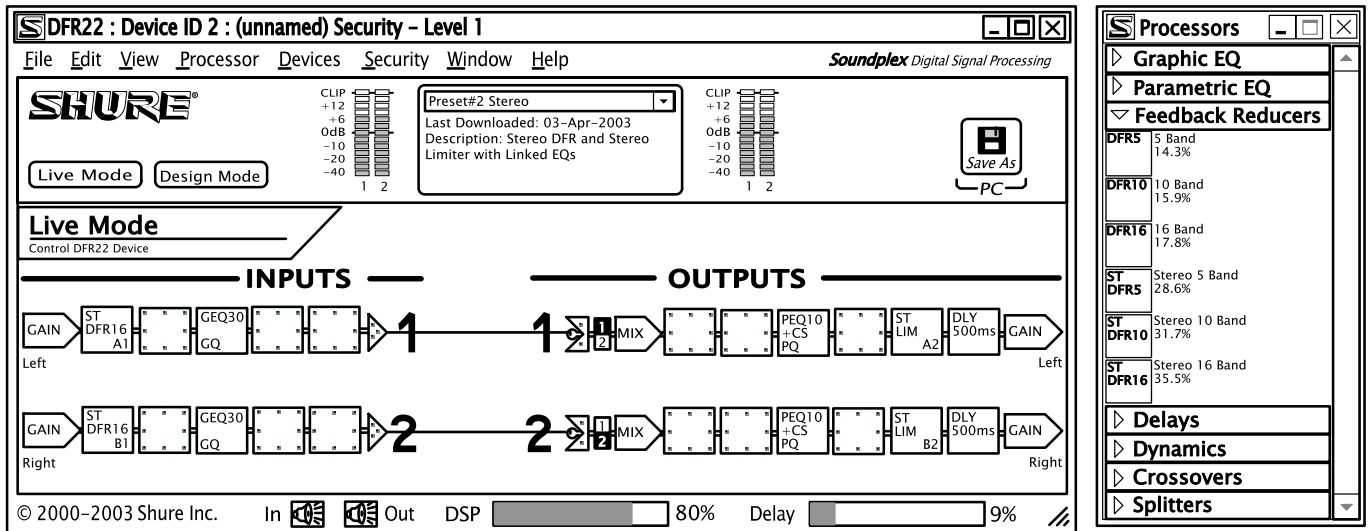 DFR22 : Device ID 2 : (unnamed) Security – Level 1
File Edit View Processor Devices Security Window Help
Soundplex Digital Signal Processing
SHURE®
Live Mode
Design Mode
CLIP
+12
+6
0dB
-10
-20
-40
1 2
Preset#2 Stereo
Last Downloaded: 03-Apr-2003
Description: Stereo DFR and Stereo
Limiter with Linked EQs
CLIP
+12
+6
0dB
-10
-20
-40
1 2
Save As
PC
Live Mode
Control DFR22 Device
INPUTS
OUTPUTS
GAIN
Left
ST
DFR16
A1
GEQ30
GQ
1
1
1
2
MIX
PEQ10
+CS
PQ
ST
LIM
A2
DLY
500ms
GAIN
Left
GAIN
Right
ST
DFR16
B1
GEQ30
GQ
2
2
1
2
MIX
PEQ10
+CS
PQ
ST
LIM
B2
DLY
500ms
GAIN
Right
© 2000-2003 Shure Inc.
In
Out
DSP
80%
Delay
9%
Processors
Graphic EQ
Parametric EQ
Feedback Reducers
DFR5
5 Band
14.3%
DFR10
10 Band
15.9%
DFR16
16 Band
17.8%
ST
DFR5
Stereo 5 Band
28.6%
ST
DFR10
Stereo 10 Band
31.7%
ST
DFR16
Stereo 16 Band
35.5%
Delays
Dynamics
Crossovers
Splitters